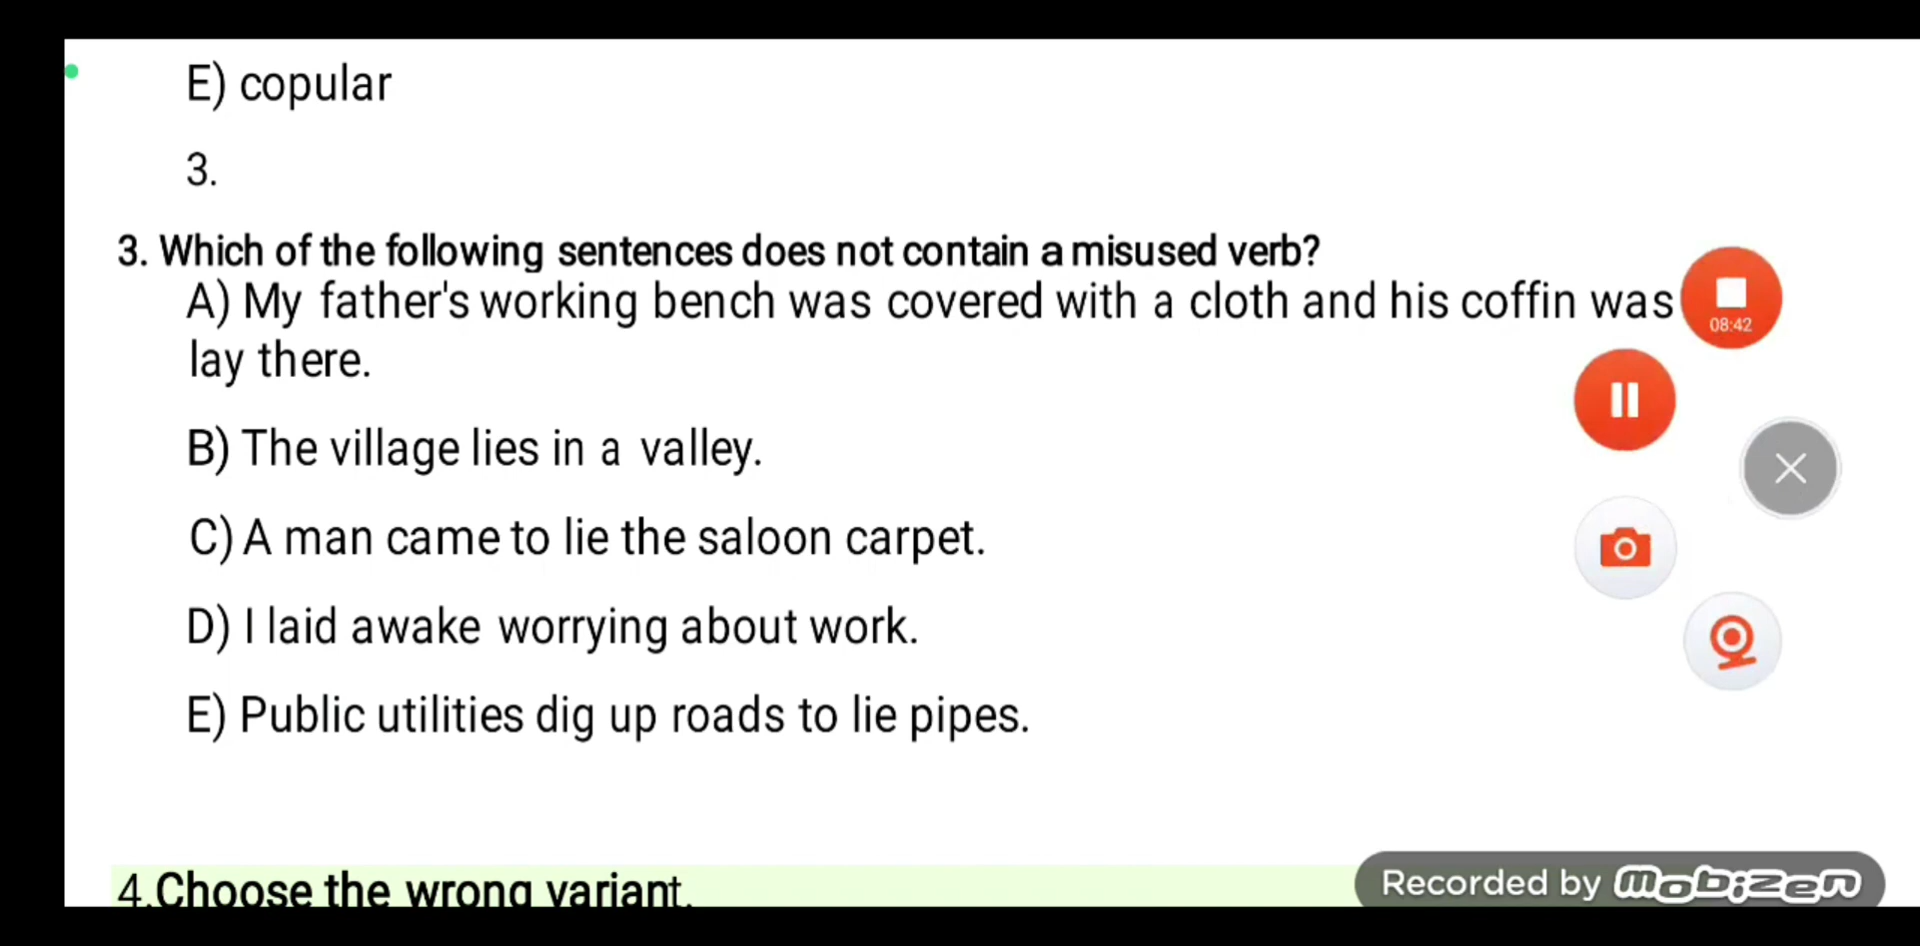 E) copular
3.
3. Which of the following sentences does not contain a misused verb?
A) My father's working bench was covered with a cloth and his coffin was
08:42
lay there.
B) The village lies in a valley.
C) A man came to lie the saloon carpet.
D) I laid awake worrying about work.
E) Public utilities dig up roads to lie pipes.
4.Choose the wrong variant.
Recorded by mobizen